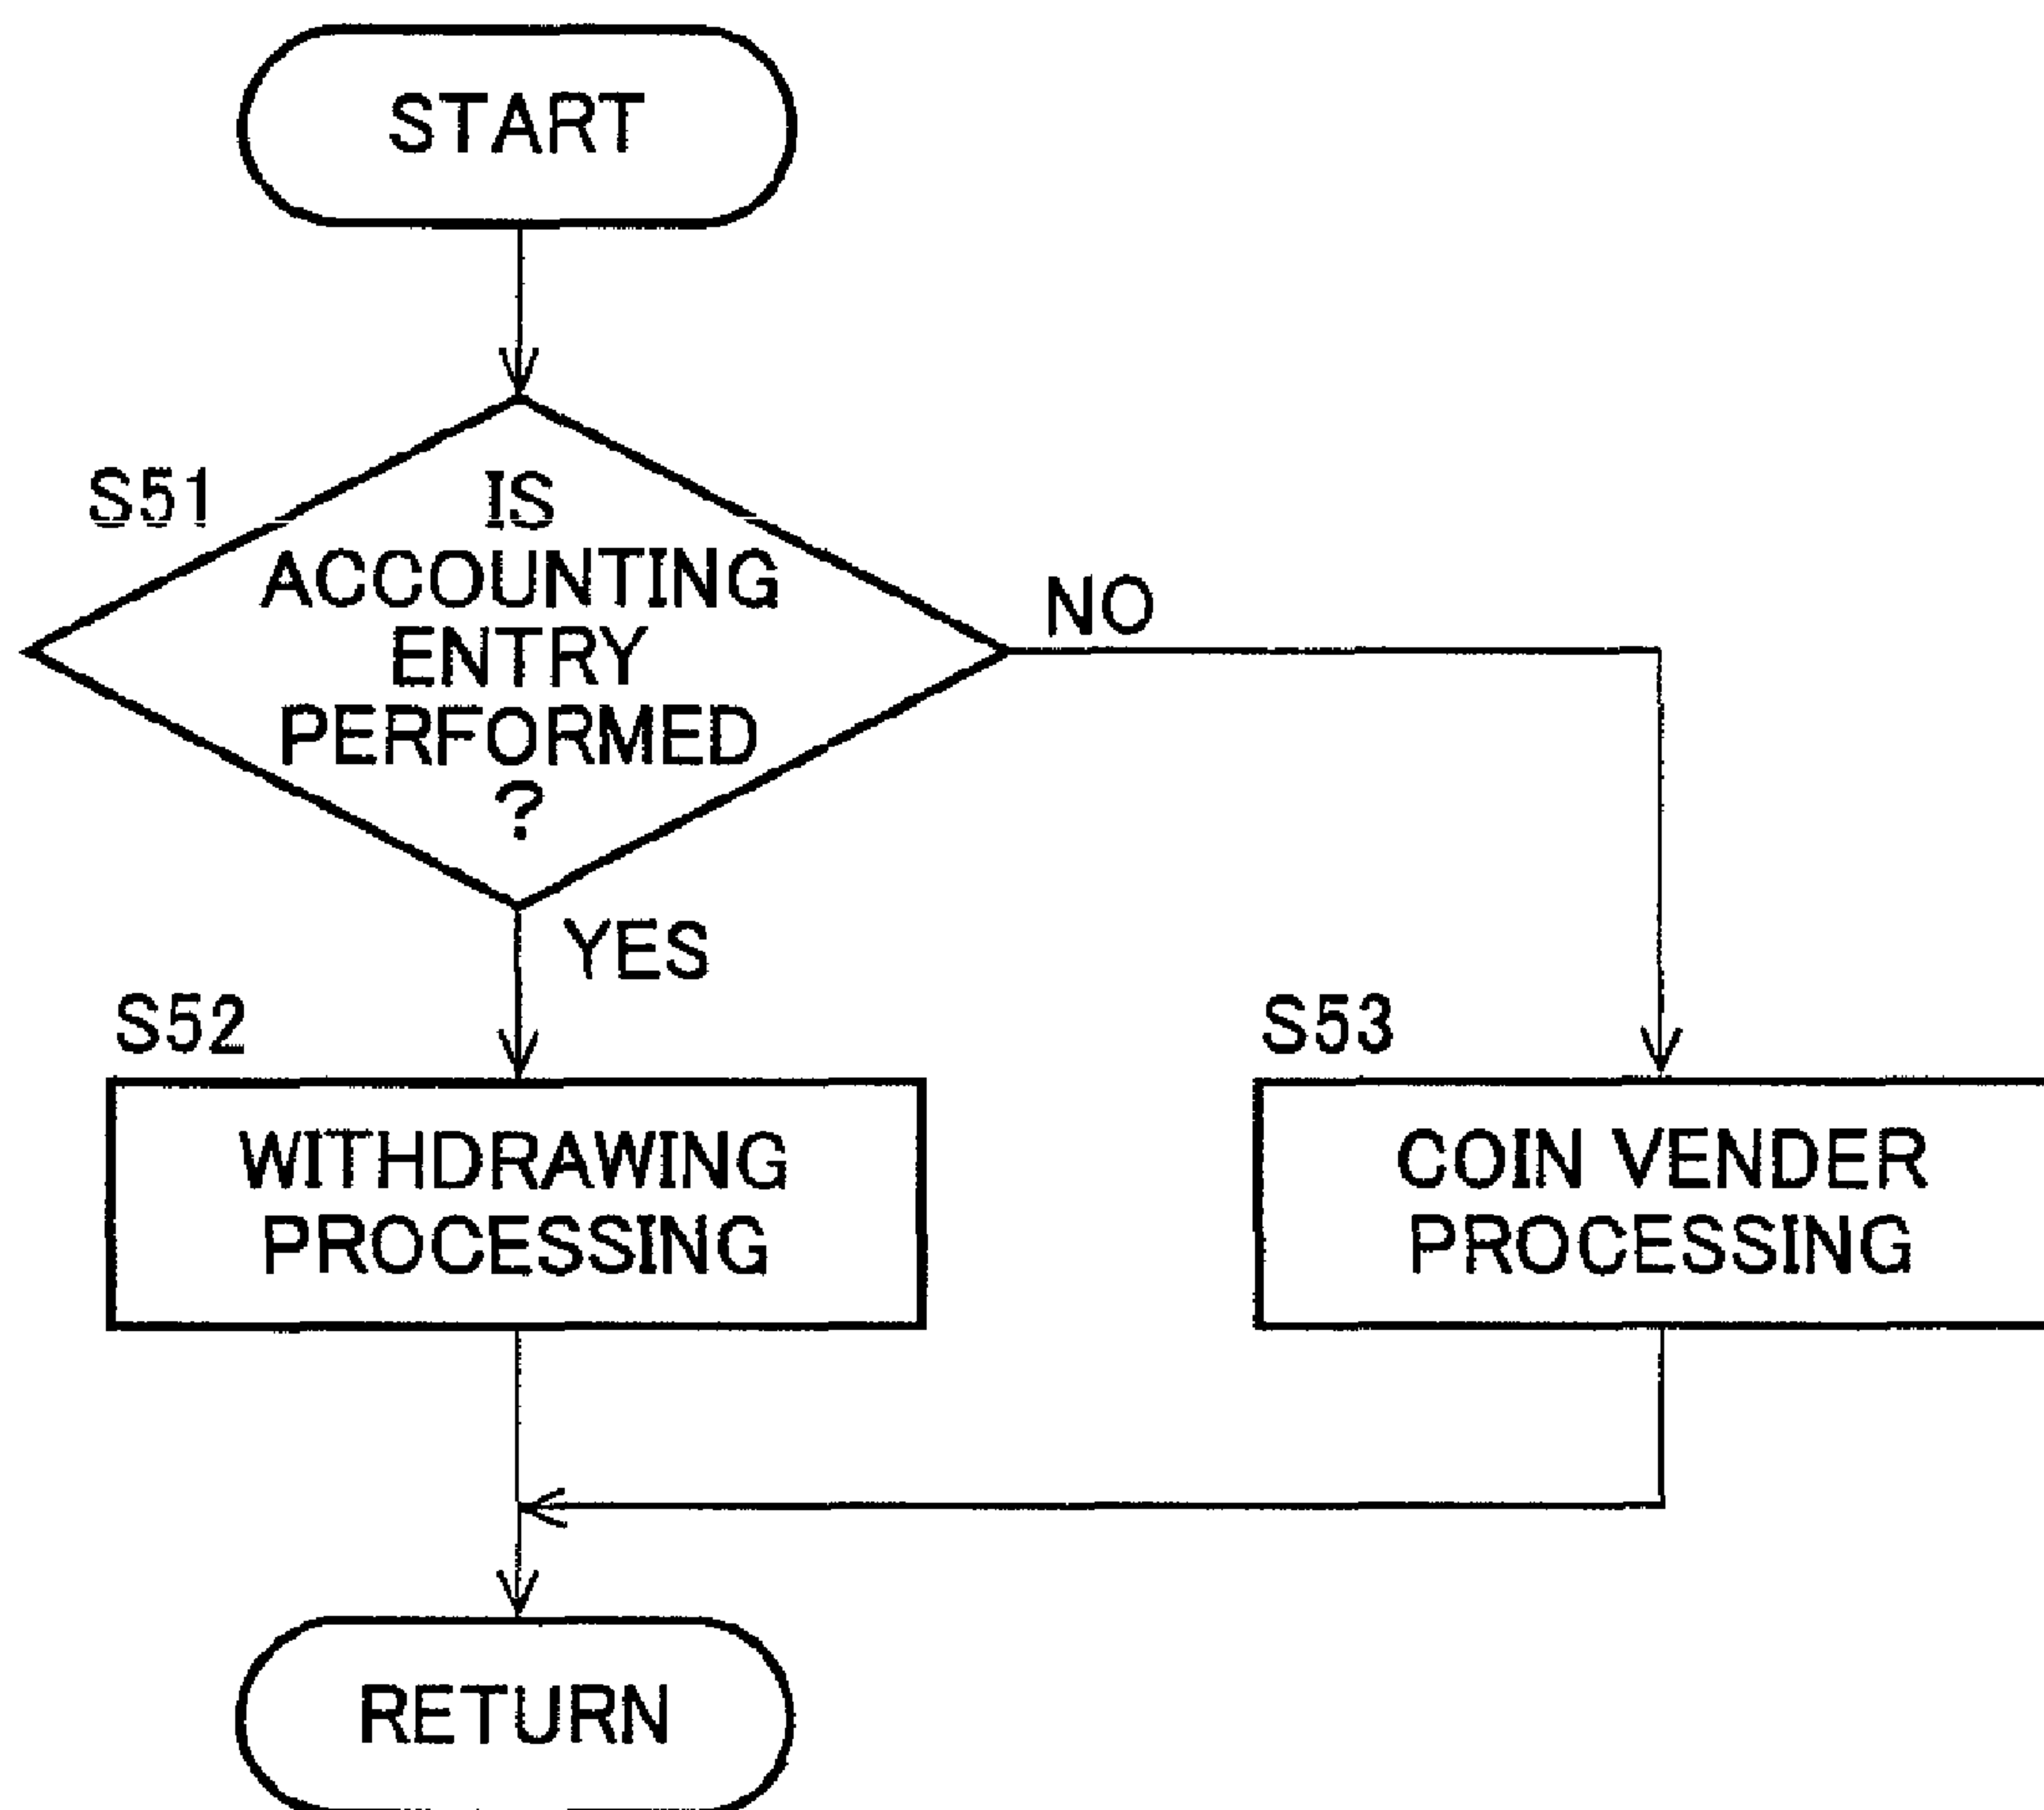 START
S51
IS
ACCOUNTING
ENTRY
PERFORMED
?
NO
YES
S52
WITHDRAWING
PROCESSING
S53
COIN VENDER
PROCESSING
RETURN